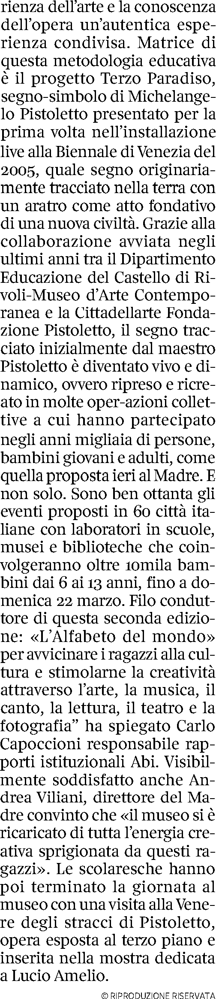 rienza dell'arte e la conoscenza
dell'opera un'autentica espe-
rienza condivisa. Matrice di
questa metodologia educativa
è il progetto Terzo Paradiso,
segno-simbolo di Michelange-
lo Pistoletto presentato per la
prima volta nell'installazione
live alla Biennale di Venezia del
2005, quale segno originaria-
mente tracciato nella terra con
un aratro come atto fondativo
di una nuova civiltà. Grazie alla
collaborazione avviata negli
ultimi anni tra il Dipartimento
Educazione del Castello di Ri-
voli-Museo d'Arte Contempo-
ranea e la Cittadellarte Fonda-
zione Pistoletto, il segno trac-
ciato inizialmente dal maestro
Pistoletto è diventato vivo e di-
namico, ovvero ripreso e ricre-
ato in molte oper-azioni collet-
tive a cui hanno partecipato
negli anni migliaia di persone,
bambini giovani e adulti, come
quella proposta ieri al Madre. E
non solo. Sono ben ottanta gli
eventi proposti in 60 città ita-
liane con laboratori in scuole,
musei e biblioteche che coin-
volgeranno oltre 10mila bam-
bini dai 6 ai 13 anni, fino a do-
menica 22 marzo. Filo condut-
tore di questa seconda edizio-
ne: «L'Alfabeto del mondo»
per avvicinare i ragazzi alla cul-
tura e stimolarne la creatività
attraverso l'arte, la musica, il
canto, la lettura, il teatro e la
fotografia” ha spiegato Carlo
Capoccioni responsabile rap-
porti istituzionali Abi. Visibil-
mente soddisfatto anche An-
drea Viliani, direttore del Ma-
dre convinto che «il museo si è
ricaricato di tutta l'energia cre-
ativa sprigionata da questi ra-
gazzi». Le scolaresche hanno
poi terminato la giornata al
museo con una visita alla Vene-
re degli stracci di Pistoletto,
opera esposta al terzo piano e
inserita nella mostra dedicata
a Lucio Amelio.
© RIPRODUZIONE RISERVATA